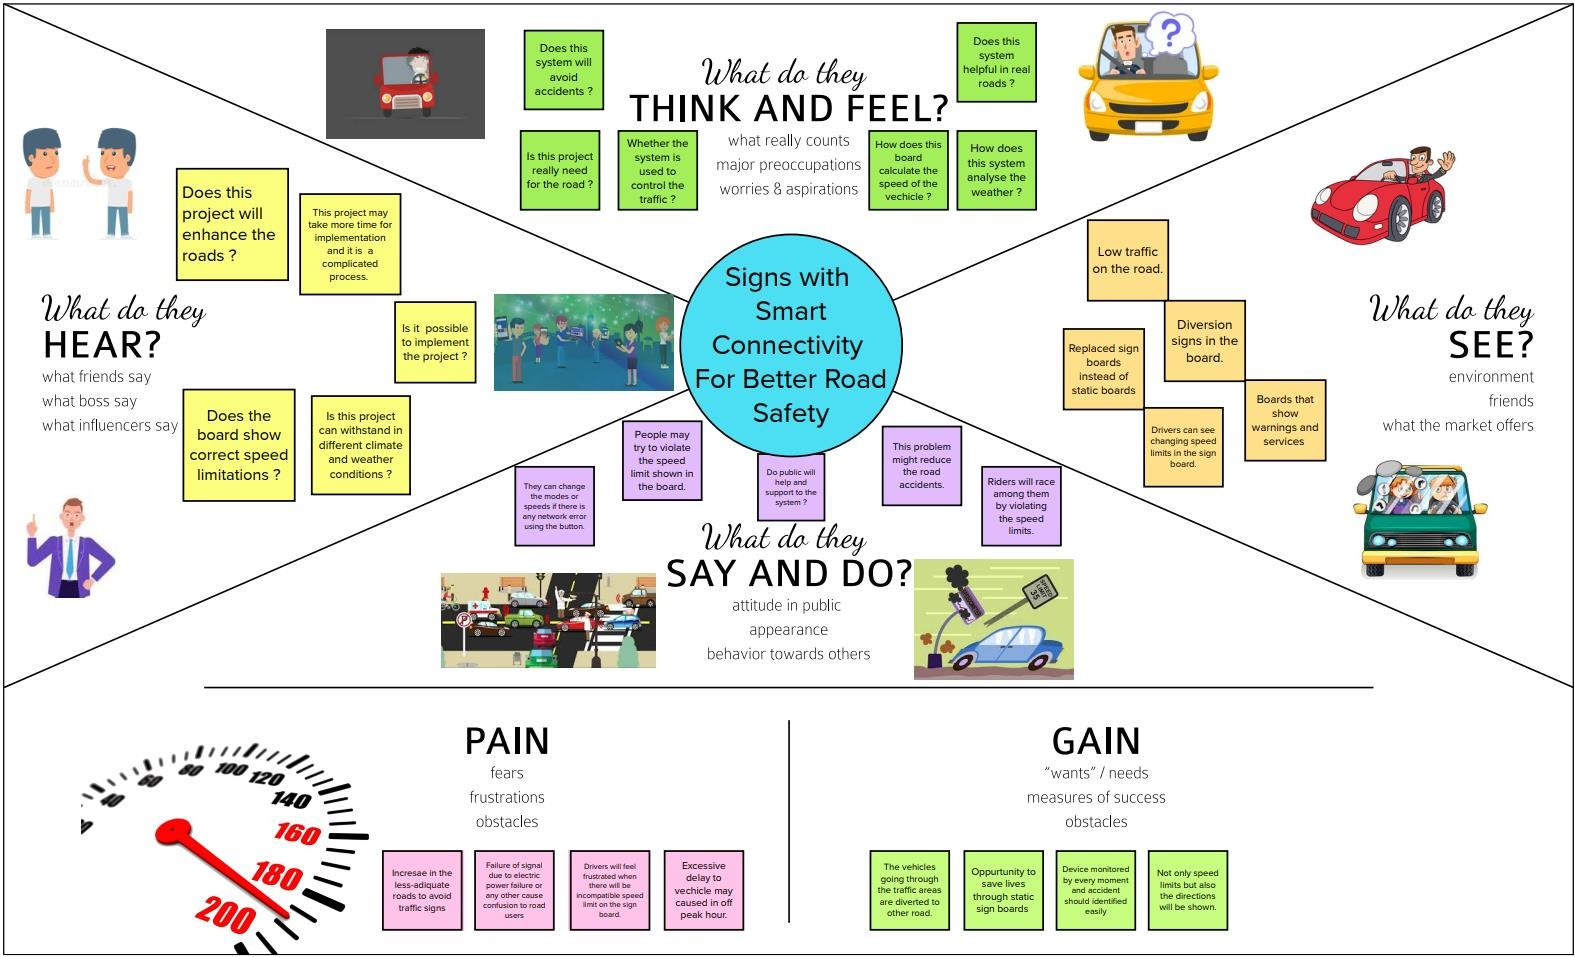 What do they
THINK AND FEEL?
what really counts
major preoccupations
worries & aspirations
Does this
system will
avoid
accidents ?
Is this project
really need
for the road ?
Whether the
system is
used to
control the
traffic ?
Does this
system
helpful in real
roads ?
How does this
board
calculate the
speed of the
vechicle ?
How does
this system
analyse the
weather ?
?
What do they
HEAR?
what friends say
what boss say
what influencers say
Does this
project will
enhance the
roads ?
This project may
take more time for
implementation
and it is a
complicated
process.
Is it possible
to implement
the project ?
Does the
board show
correct speed
limitations ?
Is this project
can withstand in
different climate
and weather
conditions ?
Signs with
Smart
Connectivity
For Better Road
Safety
What do they
SEE?
environment
friends
what the market offers
Low traffic
on the road.
Diversion
signs in the
board.
Replaced sign
boards
instead of
static boards
Boards that
show
warnings and
services
Drivers can see
changing speed
limits in the sign
board.
People may
try to violate
the speed
limit shown in
the board.
They can change
the modes or
speeds if there is
any network error
using the button.
Do public will
help and
support to the
system ?
This problem
might reduce
the road
accidents.
Riders will race
among them
by violating
the speed
limits.
What do they
SAY AND DO?
attitude in public
appearance
behavior towards others
P
SPEED
LIMIT
35
PAIN
fears
frustrations
obstacles
40
60
80
100
120
140
160
180
200
Incresae in the
less-adiquate
roads to avoid
traffic signs
Failure of signal
due to electric
power failure or
any other cause
confusion to road
users
Drivers will feel
frustrated when
there will be
incompatible speed
limit on the sign
board.
Excessive
delay to
vechicle may
caused in off
peak hour.
GAIN
“wants” / needs
measures of success
obstacles
The vehicles
going through
the traffic areas
are diverted to
other road.
Oppurtunity to
save lives
through static
sign boards
Device monitored
by every moment
and accident
should identified
easily
Not only speed
limits but also
the directions
will be shown.